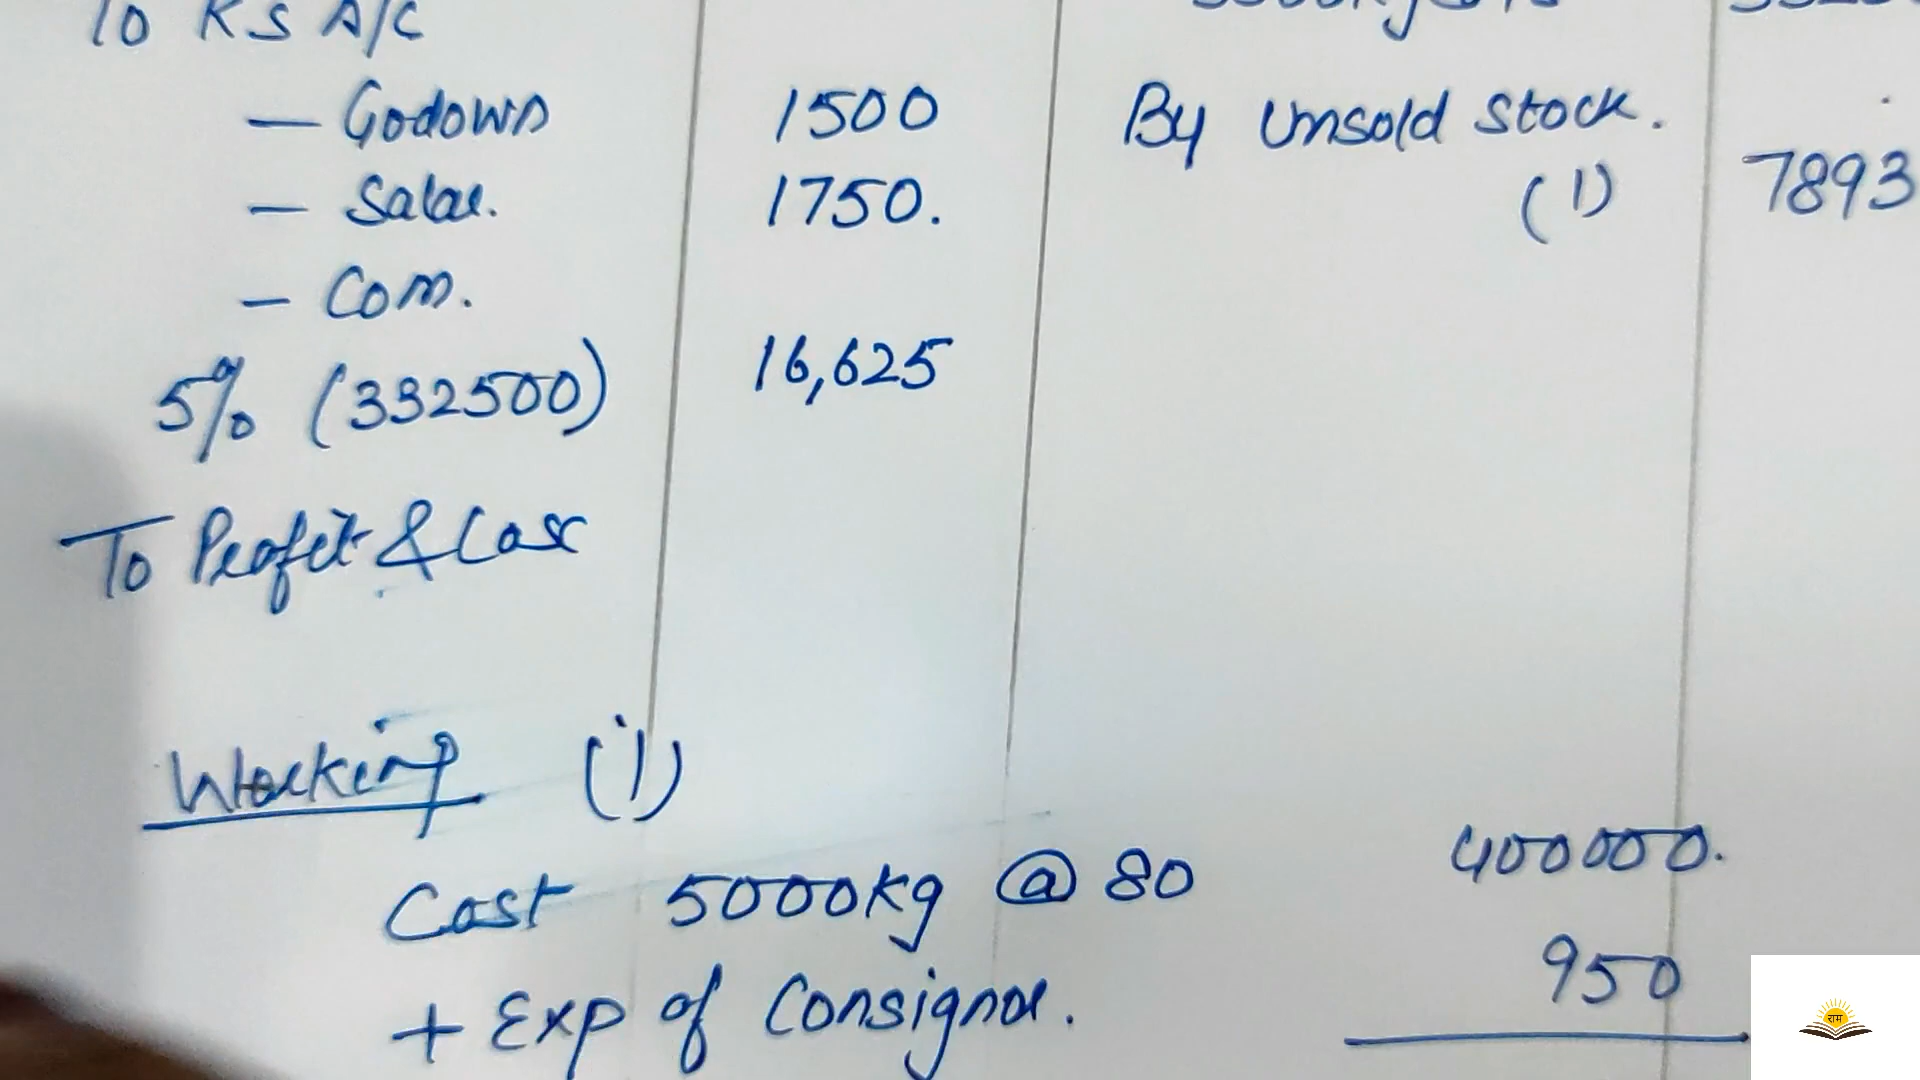 To KS A/C
— Godown 1500 By Unsold stock.
— Salar. 1750. (1) 7893
— Com.
5% (332500) 16,625
To Profit & Loss
Working (1)
Cost 5000kg @ 80 400000.
+ Exp of Consignor. 950
राम